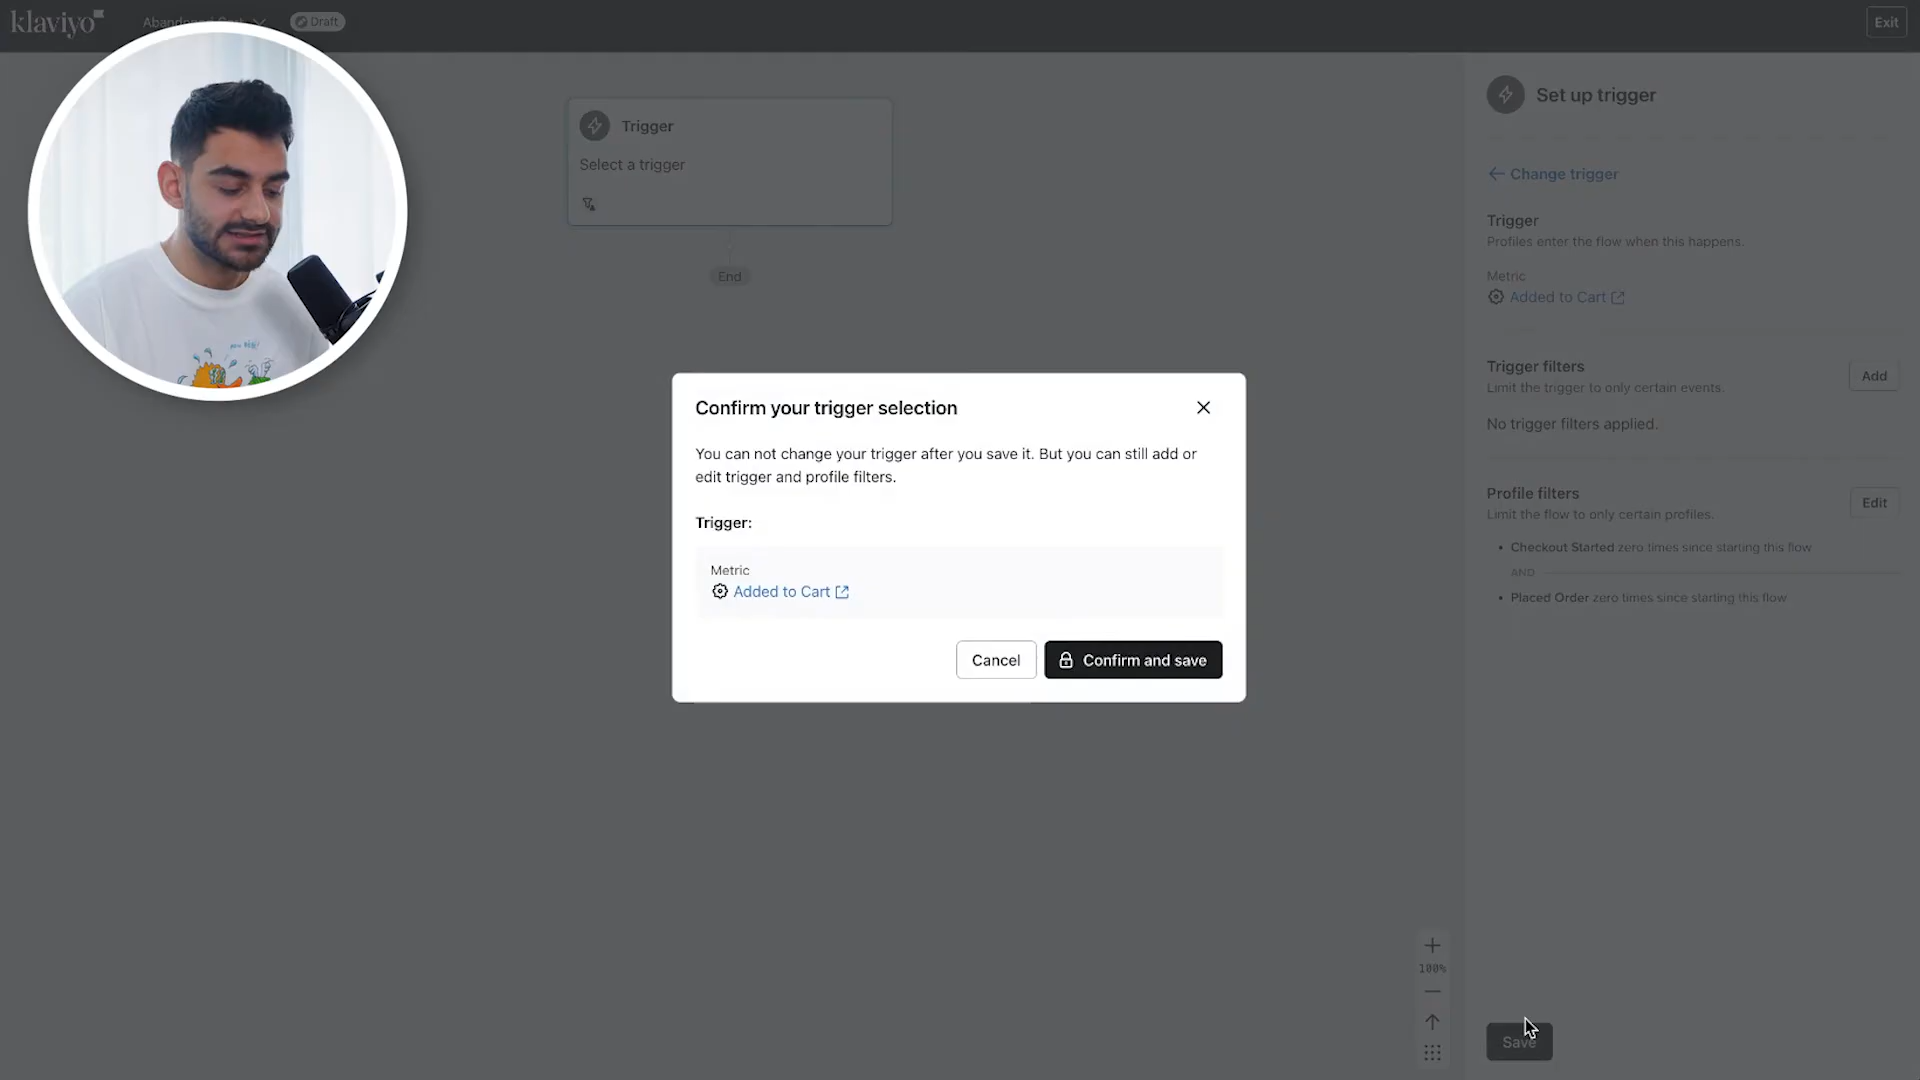 klaviyo
Draft
Exit
Trigger
Select a trigger
End
Set up trigger
Change trigger
Trigger
Profiles enter the flow when this happens.
Metric
Added to Cart
Trigger filters
Limit the trigger to only certain events.
Add
No trigger filters applied.
Profile filters
Limit the flow to only certain profiles.
Edit
• Checkout Started zero times since starting this flow
AND
• Placed Order zero times since starting this flow
Confirm your trigger selection
You can not change your trigger after you save it. But you can still add or
edit trigger and profile filters.
Trigger:
Metric
Added to Cart
Cancel
Confirm and save
100%
Save